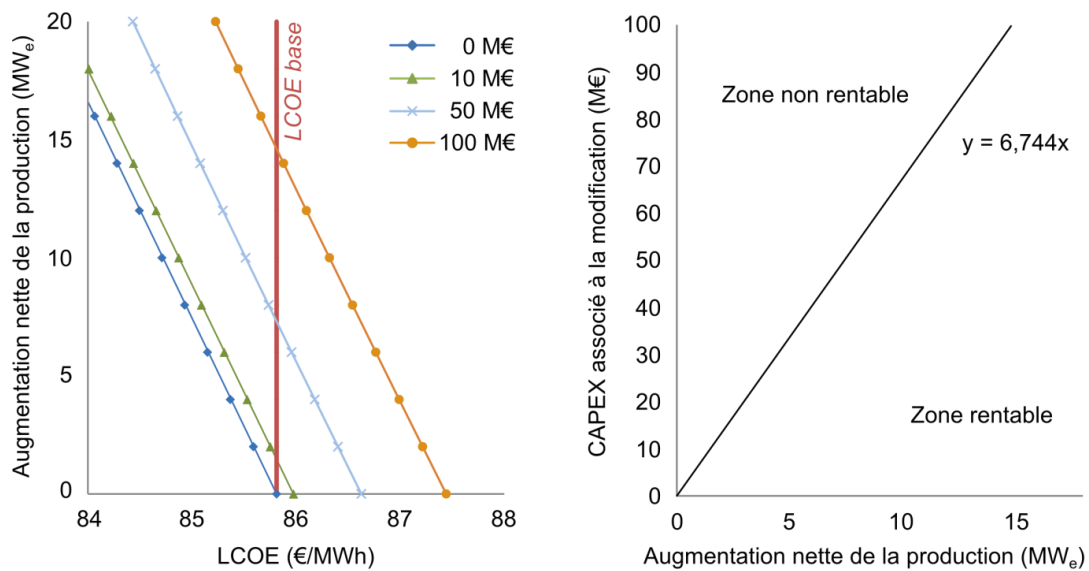 Augmentation nette de la production (MWe)
20
15
10
5
0
84
85
86
87
88
LCOE (€/MWh)
LCOE base
0 M€
10 M€
50 M€
100 M€
CAPEX associé à la modification (M€)
100
90
80
70
60
50
40
30
20
10
0
Zone non rentable
y = 6,744x
Zone rentable
0
5
10
15
Augmentation nette de la production (MWe)